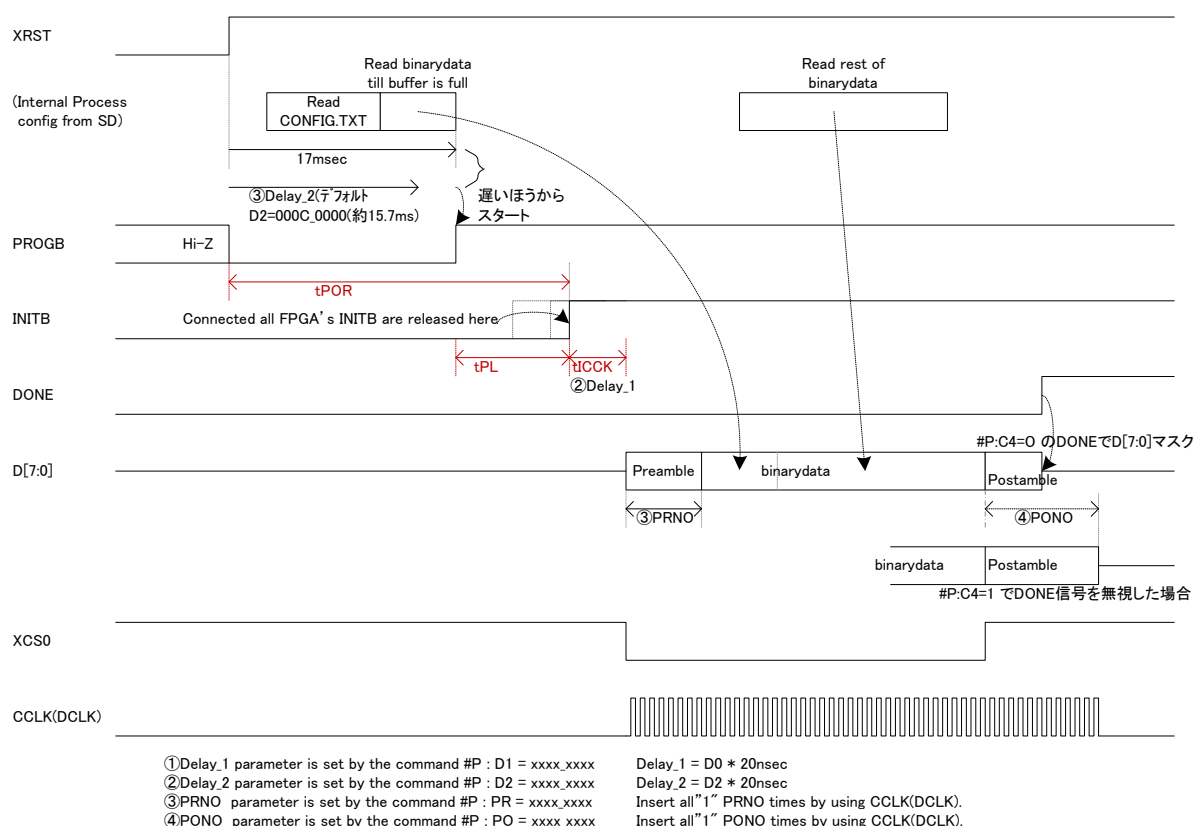 XRST
Read binarydata
till buffer is full
Read rest of
binarydata
(Internal Process
config from SD)
Read
CONFIG.TXT
17msec
③Delay_2(デフォルト
D2=000C_0000(約15.7ms)
遅いほうから
スタート
PROGB
Hi-Z
tPOR
INITB
Connected all FPGA's INITB are released here
tPL
tICCK
②Delay_1
DONE
#P:C4=0 のDONEでD[7:0]マスク
D[7:0]
Preamble
binarydata
Postamble
③PRNO
④PONO
binarydata
Postamble
#P:C4=1 でDONE信号を無視した場合
XCS0
CCLK(DCLK)
①Delay_1 parameter is set by the command #P : D1 = xxxx_xxxx Delay_1 = D0 * 20nsec
②Delay_2 parameter is set by the command #P : D2 = xxxx_xxxx Delay_2 = D2 * 20nsec
③PRNO parameter is set by the command #P : PR = xxxx_xxxx Insert all"1" PRNO times by using CCLK(DCLK).
④PONO parameter is set by the command #P : PO = xxxx_xxxx Insert all"1" PONO times by using CCLK(DCLK).